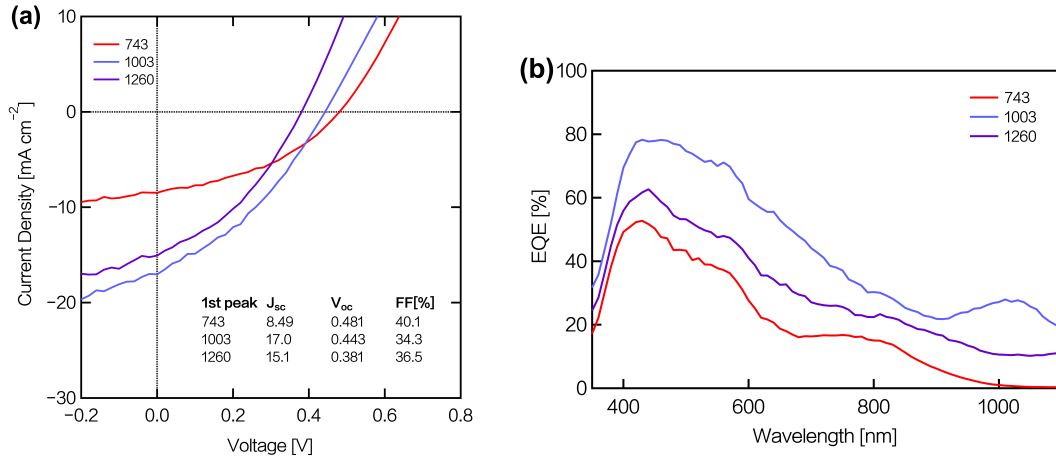 (a)
10
0
−10
−20
−30
Current Density [mA cm⁻²]
743
1003
1260
1st peak J_sc V_oc FF[%]
743 8.49 0.481 40.1
1003 17.0 0.443 34.3
1260 15.1 0.381 36.5
−0.2 0.0 0.2 0.4 0.6 0.8
Voltage [V]
(b)
100
80
60
40
20
0
EQE [%]
743
1003
1260
400 600 800 1000
Wavelength [nm]